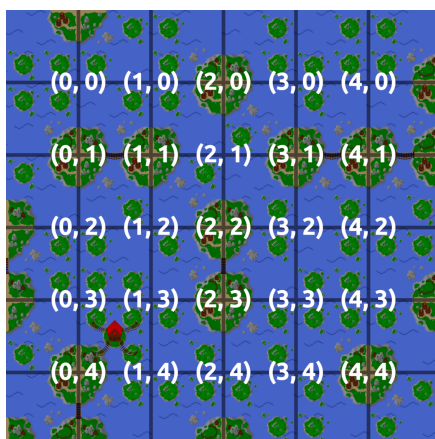 (0, 0) (1, 0) (2, 0) (3, 0) (4, 0)
(0, 1) (1, 1) (2, 1) (3, 1) (4, 1)
(0, 2) (1, 2) (2, 2) (3, 2) (4, 2)
(0, 3) (1, 3) (2, 3) (3, 3) (4, 3)
(0, 4) (1, 4) (2, 4) (3, 4) (4, 4)